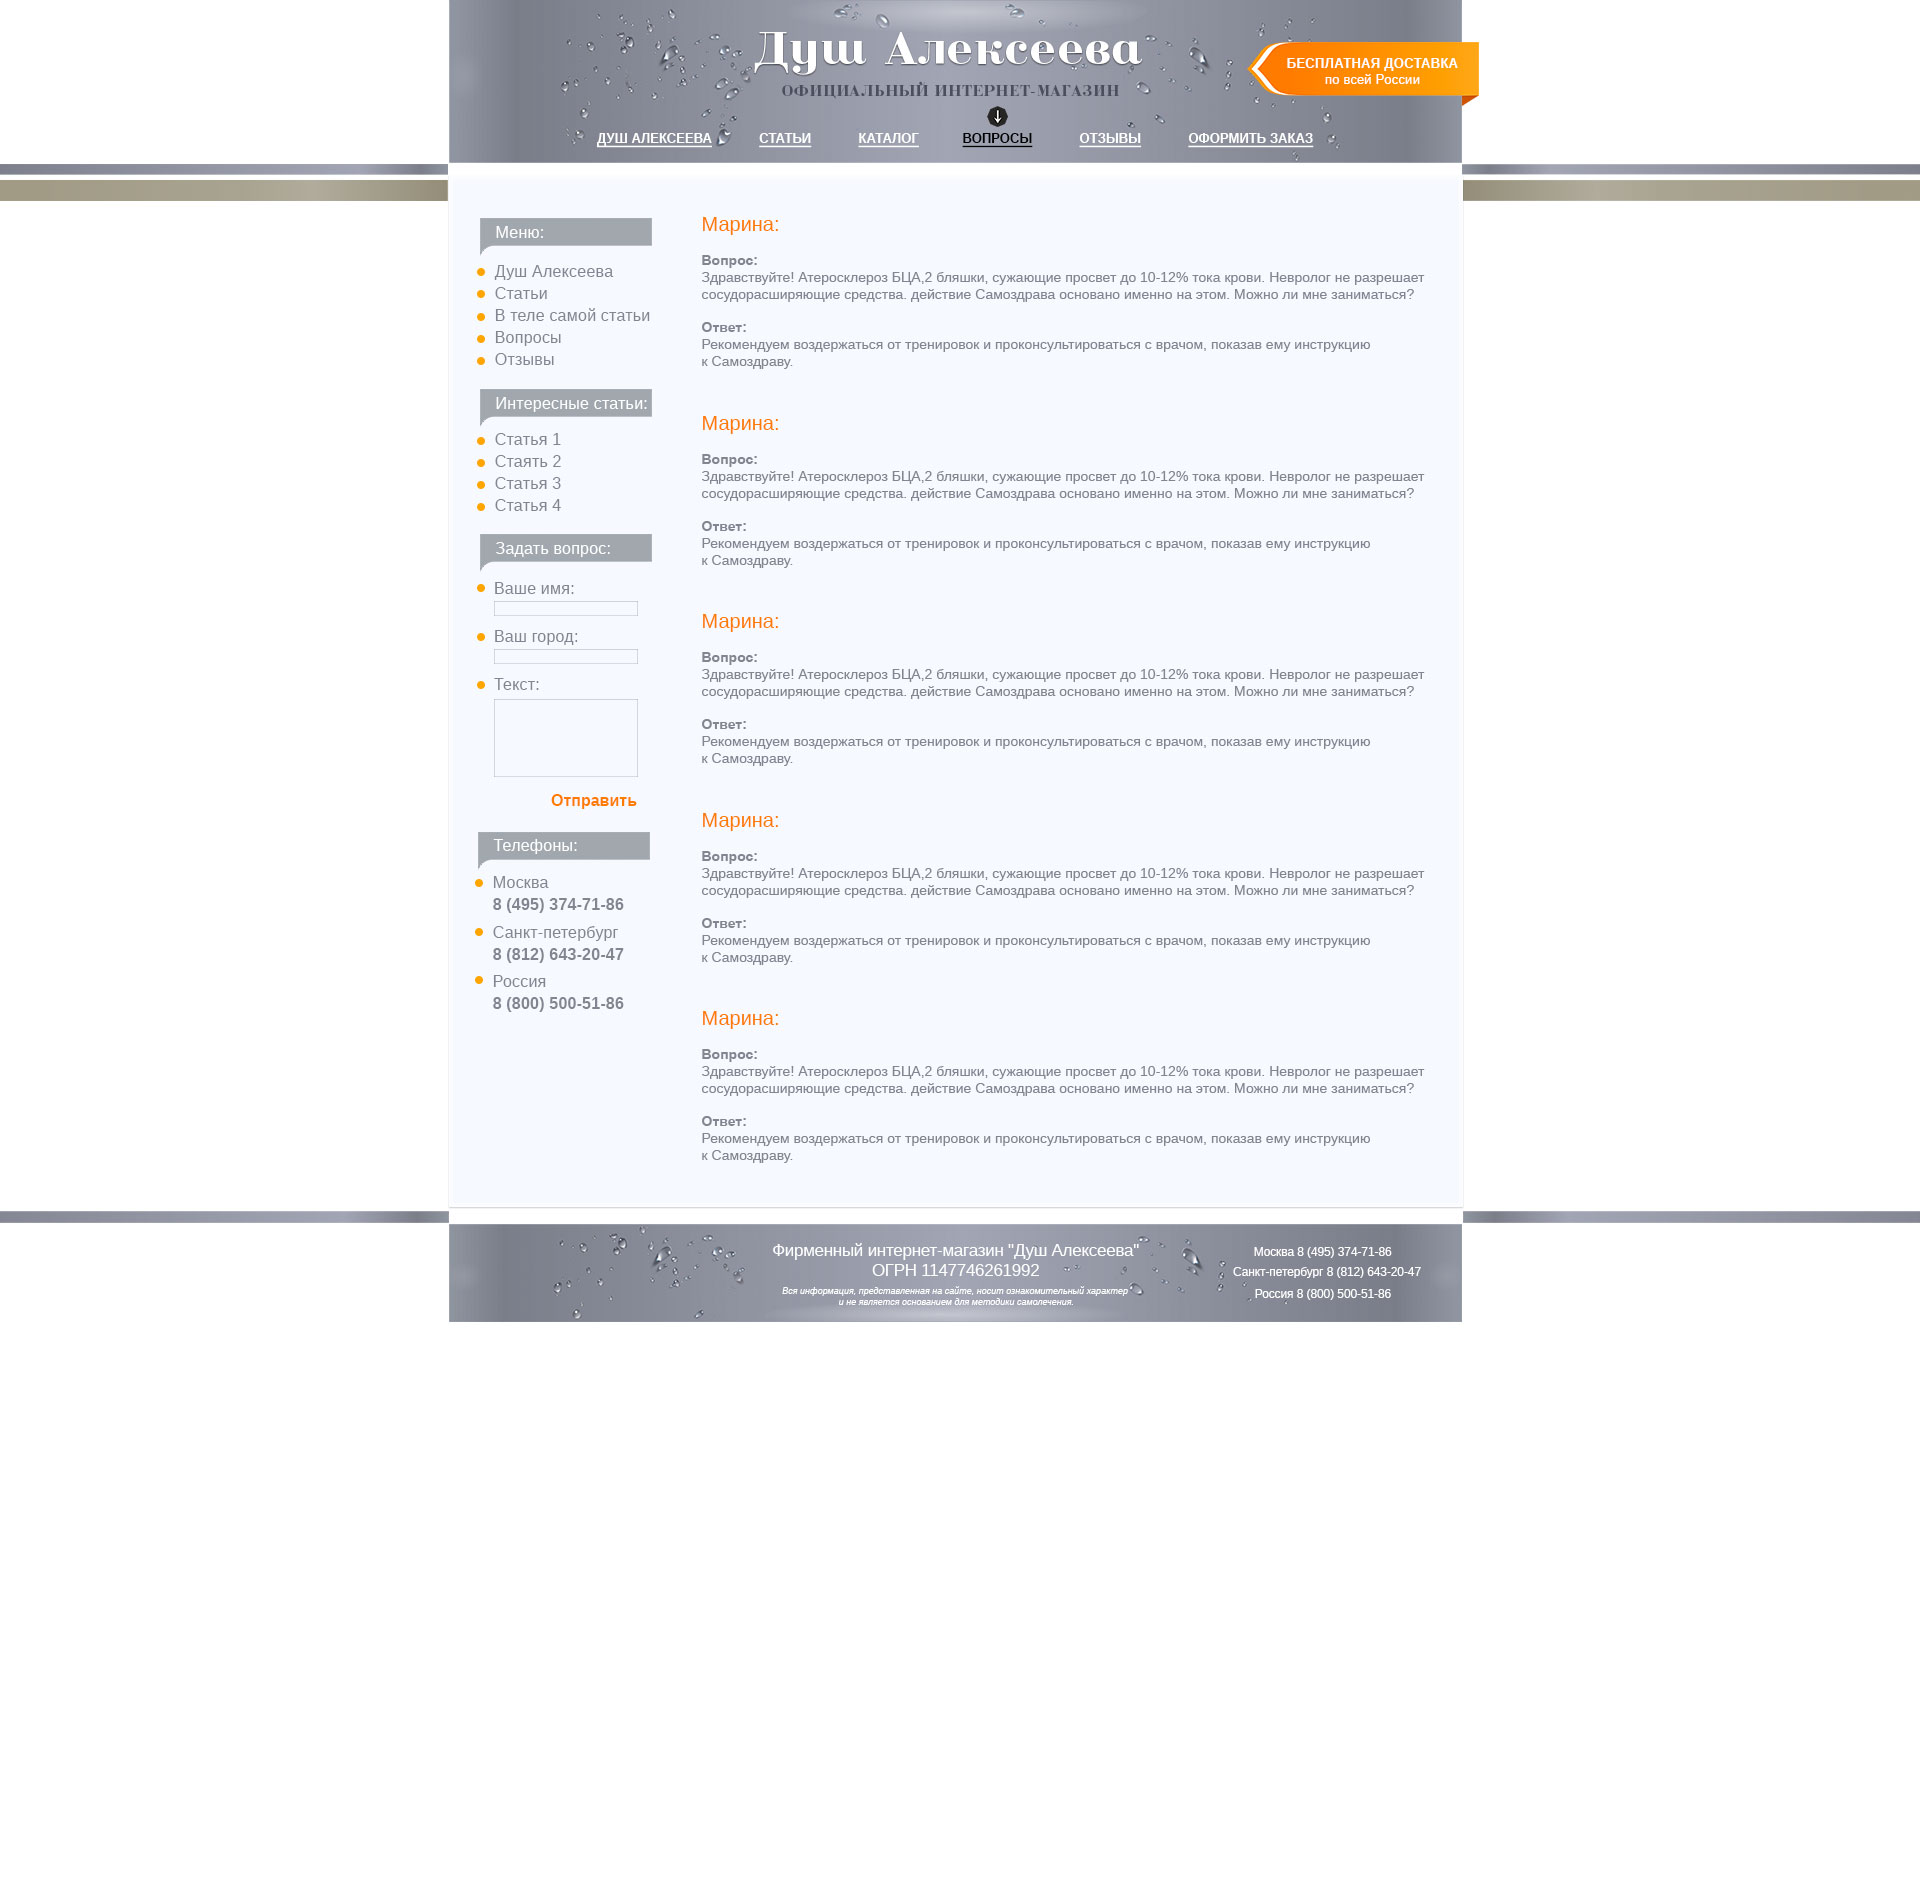 Душ Алексеева
ОФИЦИАЛЬНЫЙ ИНТЕРНЕТ-МАГАЗИН
БЕСПЛАТНАЯ ДОСТАВКА
по всей России
ДУШ АЛЕКСЕЕВА СТАТЬИ КАТАЛОГ ВОПРОСЫ ОТЗЫВЫ ОФОРМИТЬ ЗАКАЗ
Меню:
Душ Алексеева
Статьи
В теле самой статьи
Вопросы
Отзывы
Интересные статьи:
Статья 1
Стаять 2
Статья 3
Статья 4
Задать вопрос:
Ваше имя:
Ваш город:
Текст:
Отправить
Телефоны:
Москва
8 (495) 374-71-86
Санкт-петербург
8 (812) 643-20-47
Россия
8 (800) 500-51-86
Марина:
Вопрос:
Здравствуйте! Атеросклероз БЦА,2 бляшки, сужающие просвет до 10-12% тока крови. Невролог не разрешает
сосудорасширяющие средства. действие Самоздрава основано именно на этом. Можно ли мне заниматься?
Ответ:
Рекомендуем воздержаться от тренировок и проконсультироваться с врачом, показав ему инструкцию
к Самоздраву.
Марина:
Вопрос:
Здравствуйте! Атеросклероз БЦА,2 бляшки, сужающие просвет до 10-12% тока крови. Невролог не разрешает
сосудорасширяющие средства. действие Самоздрава основано именно на этом. Можно ли мне заниматься?
Ответ:
Рекомендуем воздержаться от тренировок и проконсультироваться с врачом, показав ему инструкцию
к Самоздраву.
Марина:
Вопрос:
Здравствуйте! Атеросклероз БЦА,2 бляшки, сужающие просвет до 10-12% тока крови. Невролог не разрешает
сосудорасширяющие средства. действие Самоздрава основано именно на этом. Можно ли мне заниматься?
Ответ:
Рекомендуем воздержаться от тренировок и проконсультироваться с врачом, показав ему инструкцию
к Самоздраву.
Марина:
Вопрос:
Здравствуйте! Атеросклероз БЦА,2 бляшки, сужающие просвет до 10-12% тока крови. Невролог не разрешает
сосудорасширяющие средства. действие Самоздрава основано именно на этом. Можно ли мне заниматься?
Ответ:
Рекомендуем воздержаться от тренировок и проконсультироваться с врачом, показав ему инструкцию
к Самоздраву.
Марина:
Вопрос:
Здравствуйте! Атеросклероз БЦА,2 бляшки, сужающие просвет до 10-12% тока крови. Невролог не разрешает
сосудорасширяющие средства. действие Самоздрава основано именно на этом. Можно ли мне заниматься?
Ответ:
Рекомендуем воздержаться от тренировок и проконсультироваться с врачом, показав ему инструкцию
к Самоздраву.
Фирменный интернет-магазин "Душ Алексеева"
ОГРН 1147746261992
Вся информация, представленная на сайте, носит ознакомительный характер
и не является основанием для методики самолечения.
Москва 8 (495) 374-71-86
Санкт-петербург 8 (812) 643-20-47
Россия 8 (800) 500-51-86